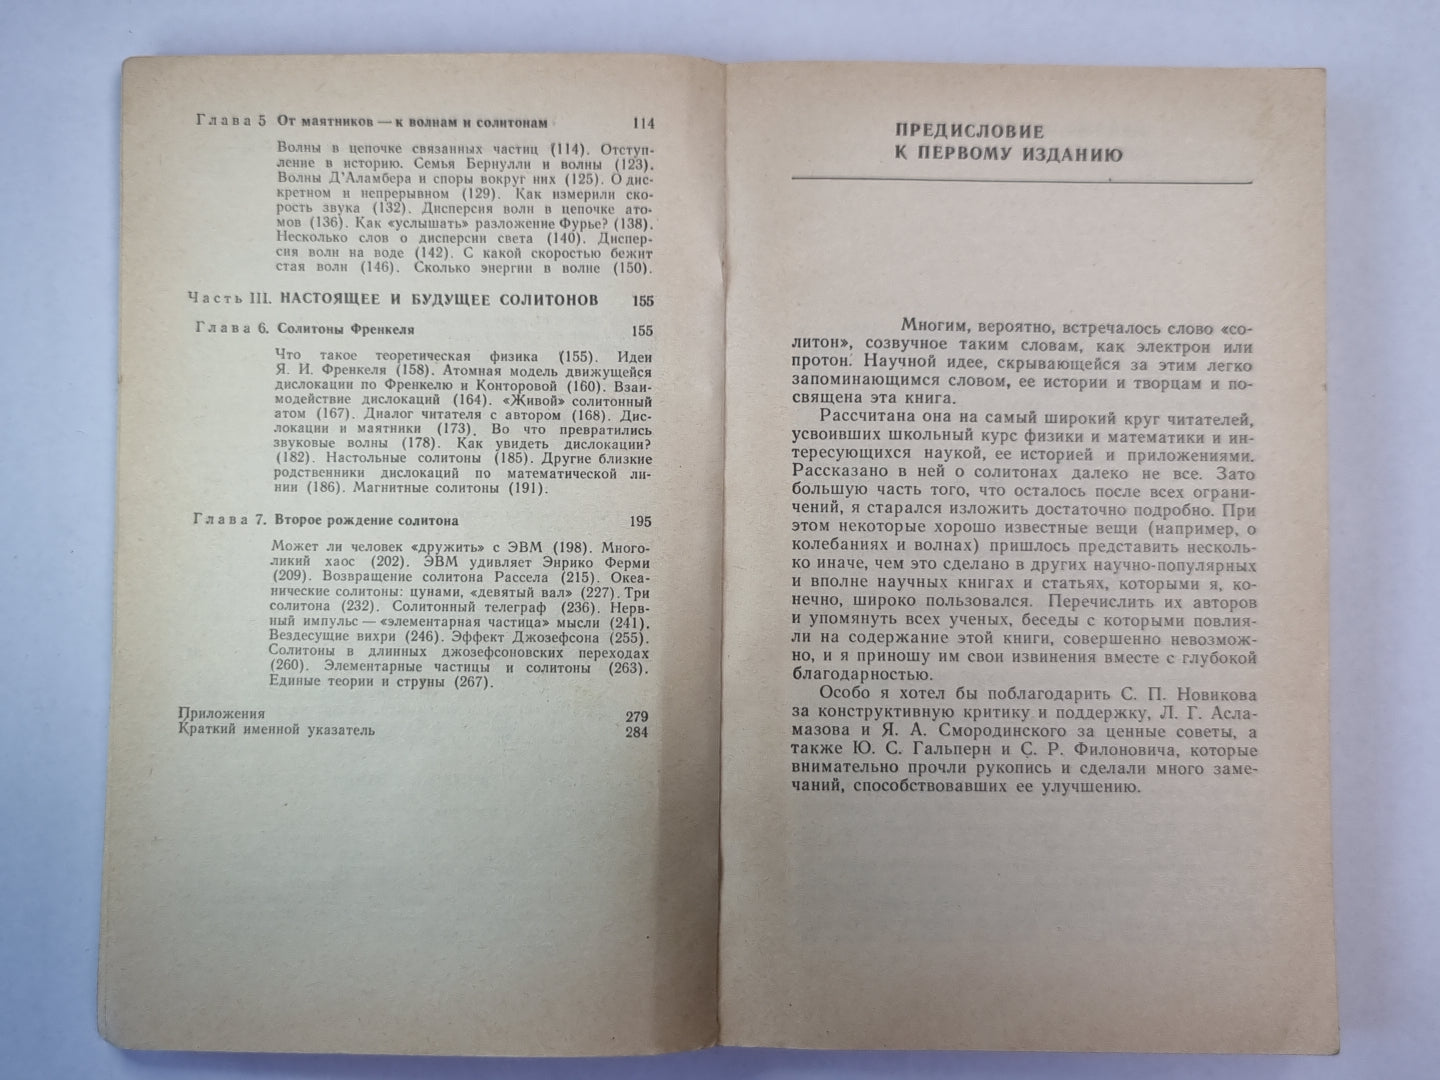 Глава 5 От маятников — к волнам и солитонам 114
Волны в цепочке связанных частиц (114). Отступ-
ление в историю. Семья Бернулли и волны (123).
Волны Д'Аламбера и споры вокруг них (125). О дис-
кретном и непрерывном (129). Как измерили ско-
рость звука (132). Дисперсия волн в цепочке ато-
мов (136). Как «услышать» разложение Фурье? (138).
Несколько слов о дисперсии света (140). Диспер-
сия волн на воде (142). С какой скоростью бежит
стая волн (146). Сколько энергии в волне (150).
Часть III. НАСТОЯЩЕЕ И БУДУЩЕЕ СОЛИТОНОВ 155
Глава 6. Солитоны Френкеля 155
Что такое теоретическая физика (155). Идеи
Я. И. Френкеля (158). Атомная модель движущейся
дислокации по Френкелю и Конторовой (160). Взаи-
модействие дислокаций (164). «Живой» солитонный
атом (167). Диалог читателя с автором (168). Дис-
локации и маятники (173). Во что превратились
звуковые волны (178). Как увидеть дислокации?
(182). Настольные солитоны (185). Другие близкие
родственники дислокаций по математической ли-
нии (186). Магнитные солитоны (191).
Глава 7. Второе рождение солитона 195
Может ли человек «дружить» с ЭВМ (198). Много-
ликий хаос (202). ЭВМ удивляет Энрико Ферми
(209). Возвращение солитона Рассела (215). Океа-
нические солитоны: цунами, «девятый вал» (227). Три
солитона (232). Солитонный телеграф (236). Нерв-
ный импульс — «элементарная частица» мысли (241).
Вездесущие вихри (246). Эффект Джозефсона (255).
Солитоны в длинных джозефсоновских переходах
(260). Элементарные частицы и солитоны (263).
Единые теории и струны (267).
Приложения 279
Краткий именной указатель 284
ПРЕДИСЛОВИЕ
К ПЕРВОМУ ИЗДАНИЮ
Многим, вероятно, встречалось слово «со-
литон», созвучное таким словам, как электрон или
протон. Научной идее, скрывающейся за этим легко
запоминающимся словом, ее истории и творцам и по-
священа эта книга.
Рассчитана она на самый широкий круг читателей,
усвоивших школьный курс физики и математики и ин-
тересующихся наукой, ее историей и приложениями.
Рассказано в ней о солитонах далеко не все. Зато
большую часть того, что осталось после всех ограни-
чений, я старался изложить достаточно подробно. При
этом некоторые хорошо известные вещи (например, о
колебаниях и волнах) пришлось представить несколь-
ко иначе, чем это сделано в других научно-популярных
и вполне научных книгах и статьях, которыми я, ко-
нечно, широко пользовался. Перечислить их авторов
и упомянуть всех ученых, беседы с которыми повлия-
ли на содержание этой книги, совершенно невозмож-
но, и я приношу им свои извинения вместе с глубокой
благодарностью.
Особо я хотел бы поблагодарить С. П. Новикова
за конструктивную критику и поддержку, Л. Г. Асла-
мазова и Я. А. Смородинского за ценные советы, а
также Ю. С. Гальперн и С. Р. Филоновича, которые
внимательно прочли рукопись и сделали много заме-
чаний, способствовавших ее улучшению.